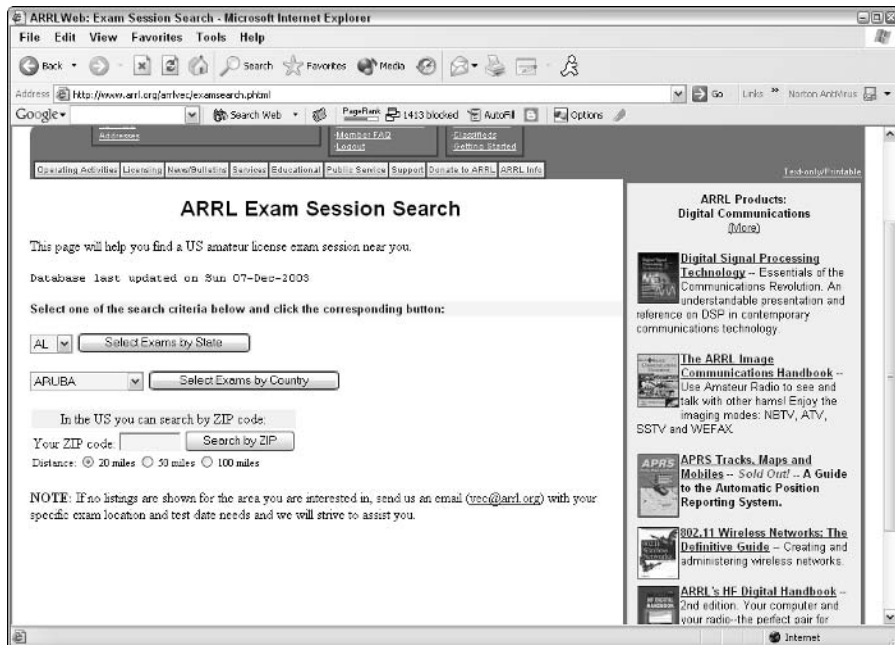 ARRLWeb: Exam Session Search - Microsoft Internet Explorer
File Edit View Favorites Tools Help
Back Search Favorites Media
Address http://www.arrl.org/arrlvec/examsearch.phtml Go Links » Norton AntiVirus
Google Search Web PageRank 1413 blocked AutoFill Options
Addresses
Member FAQ
Logout
Classifieds
Getting Started
Operating Activities Licensing News/Bulletins Services Educational Public Service Support Donate to ARRL ARRL Info
Text-only/Printable
ARRL Exam Session Search
This page will help you find a US amateur license exam session near you.
Database last updated on Sun 07-Dec-2003
Select one of the search criteria below and click the corresponding button:
AL Select Exams by State
ARUBA Select Exams by Country
In the US you can search by ZIP code:
Your ZIP code: Search by ZIP
Distance: 20 miles 50 miles 100 miles
NOTE: If no listings are shown for the area you are interested in, send us an email (vec@arrl.org) with your
specific exam location and test date needs and we will strive to assist you.
ARRL Products:
Digital Communications
(More)
Digital Signal Processing
Technology -- Essentials of the
Communications Revolution. An
understandable presentation and
reference on DSP in contemporary
communications technology.
The ARRL Image
Communications Handbook --
Use Amateur Radio to see and
talk with other hams! Enjoy the
imaging modes: NBTV, ATV,
SSTV and WEFAX.
APRS
APRS Tracks, Maps and
Mobiles -- Sold Out! -- A Guide
to the Automatic Position
Reporting System.
802.11 Wireless Networks: The
Definitive Guide -- Creating and
administering wireless networks.
ARRL's HF Digital Handbook --
2nd edition. Your computer and
your radio--the perfect pair for
Internet